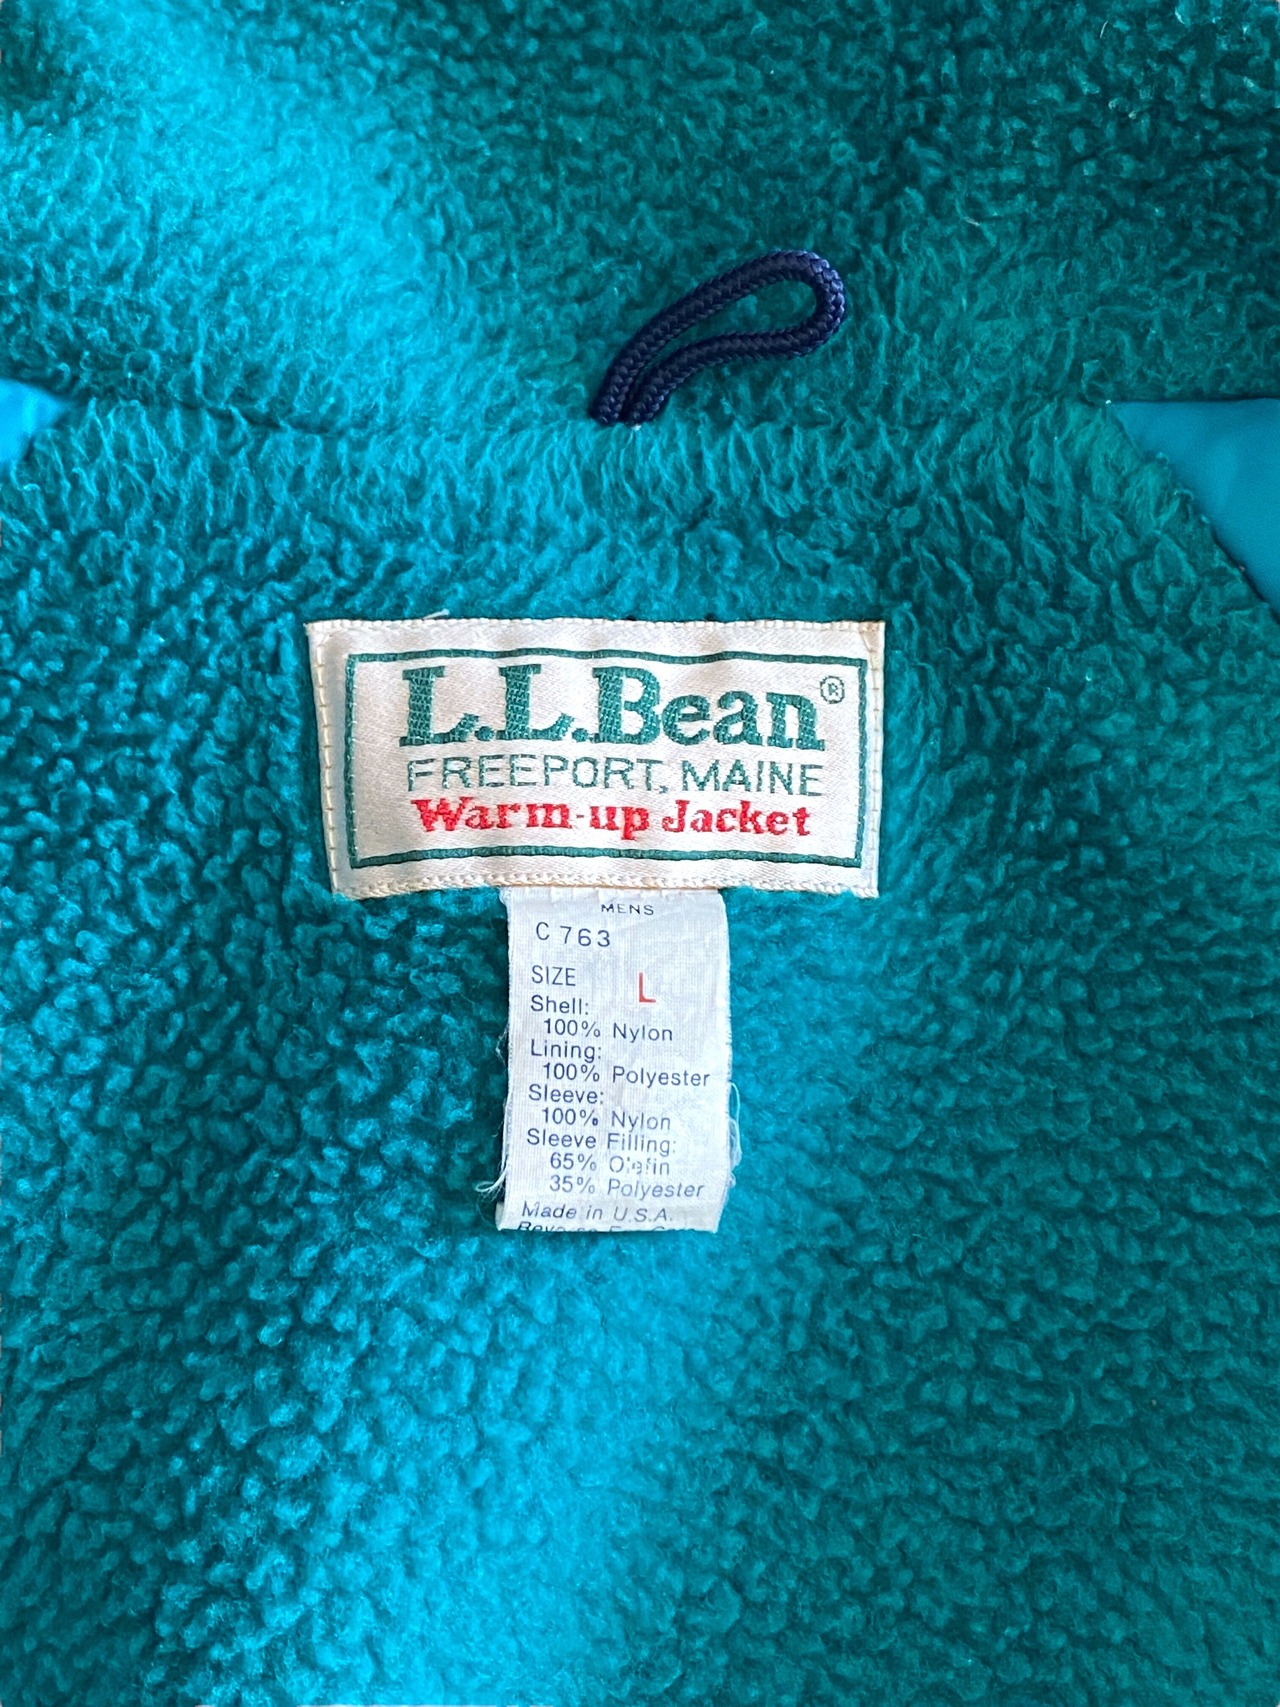 L.L.Bean®
FREEPORT, MAINE
Warm-up Jacket
MENS
C 763
SIZE L
Shell:
100% Nylon
Lining:
100% Polyester
Sleeve:
100% Nylon
Sleeve Filling:
65% Olefin
35% Polyester
Made in U.S.A.